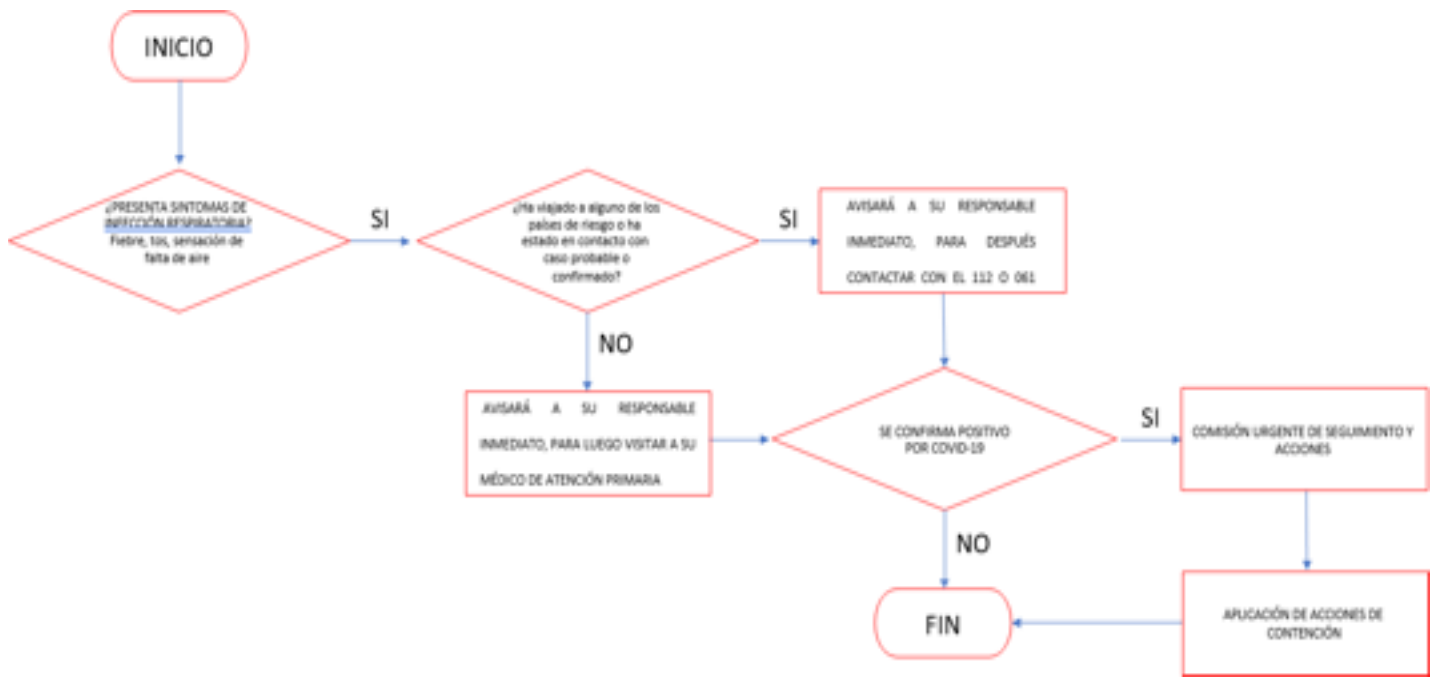 INICIO
¿PRESENTA SINTOMAS DE
INFECCIÓN RESPIRATORIA?
Fiebre, tos, sensación de
falta de aire
SI
¿Ha viajado a alguno de los
países de riesgo o ha
estado en contacto con
caso probable o
confirmado?
SI
AVISARÁ A SU RESPONSABLE
INMEDIATO, PARA DESPUÉS
CONTACTAR CON EL 112 O 061
NO
AVISARÁ A SU RESPONSABLE
INMEDIATO, PARA LUEGO VISITAR A SU
MÉDICO DE ATENCIÓN PRIMARIA
SE CONFIRMA POSITIVO
POR COVID-19
SI
COMISIÓN URGENTE DE SEGUIMIENTO Y
ACCIONES
NO
FIN
APLICACIÓN DE ACCIONES DE
CONTENCIÓN